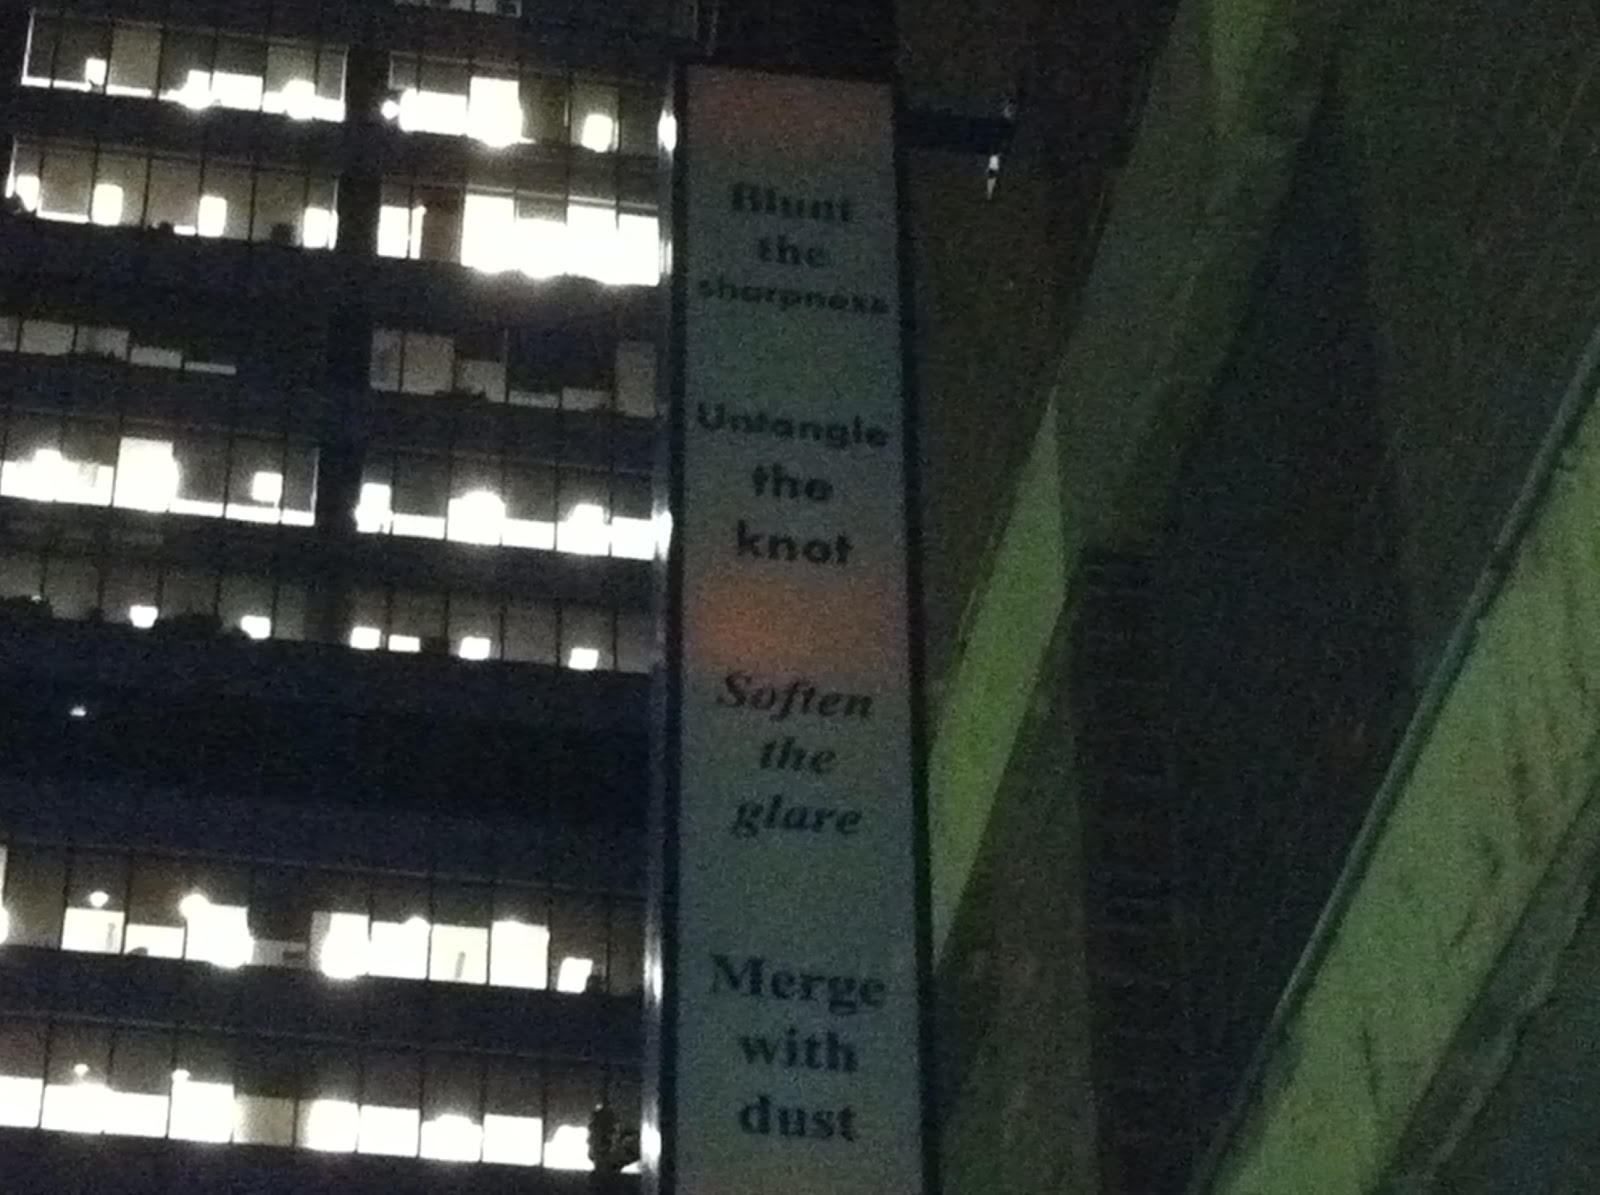 Blunt
the
sharpness
Untangle
the
knot
Soften
the
glare
Merge
with
dust